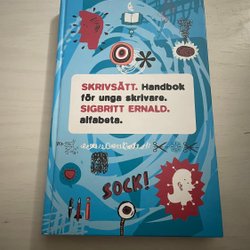 SKRIVSÄTT. Handbok
för unga skrivare.
SIGBRITT ERNALD.
alfabeta.
SOCK!